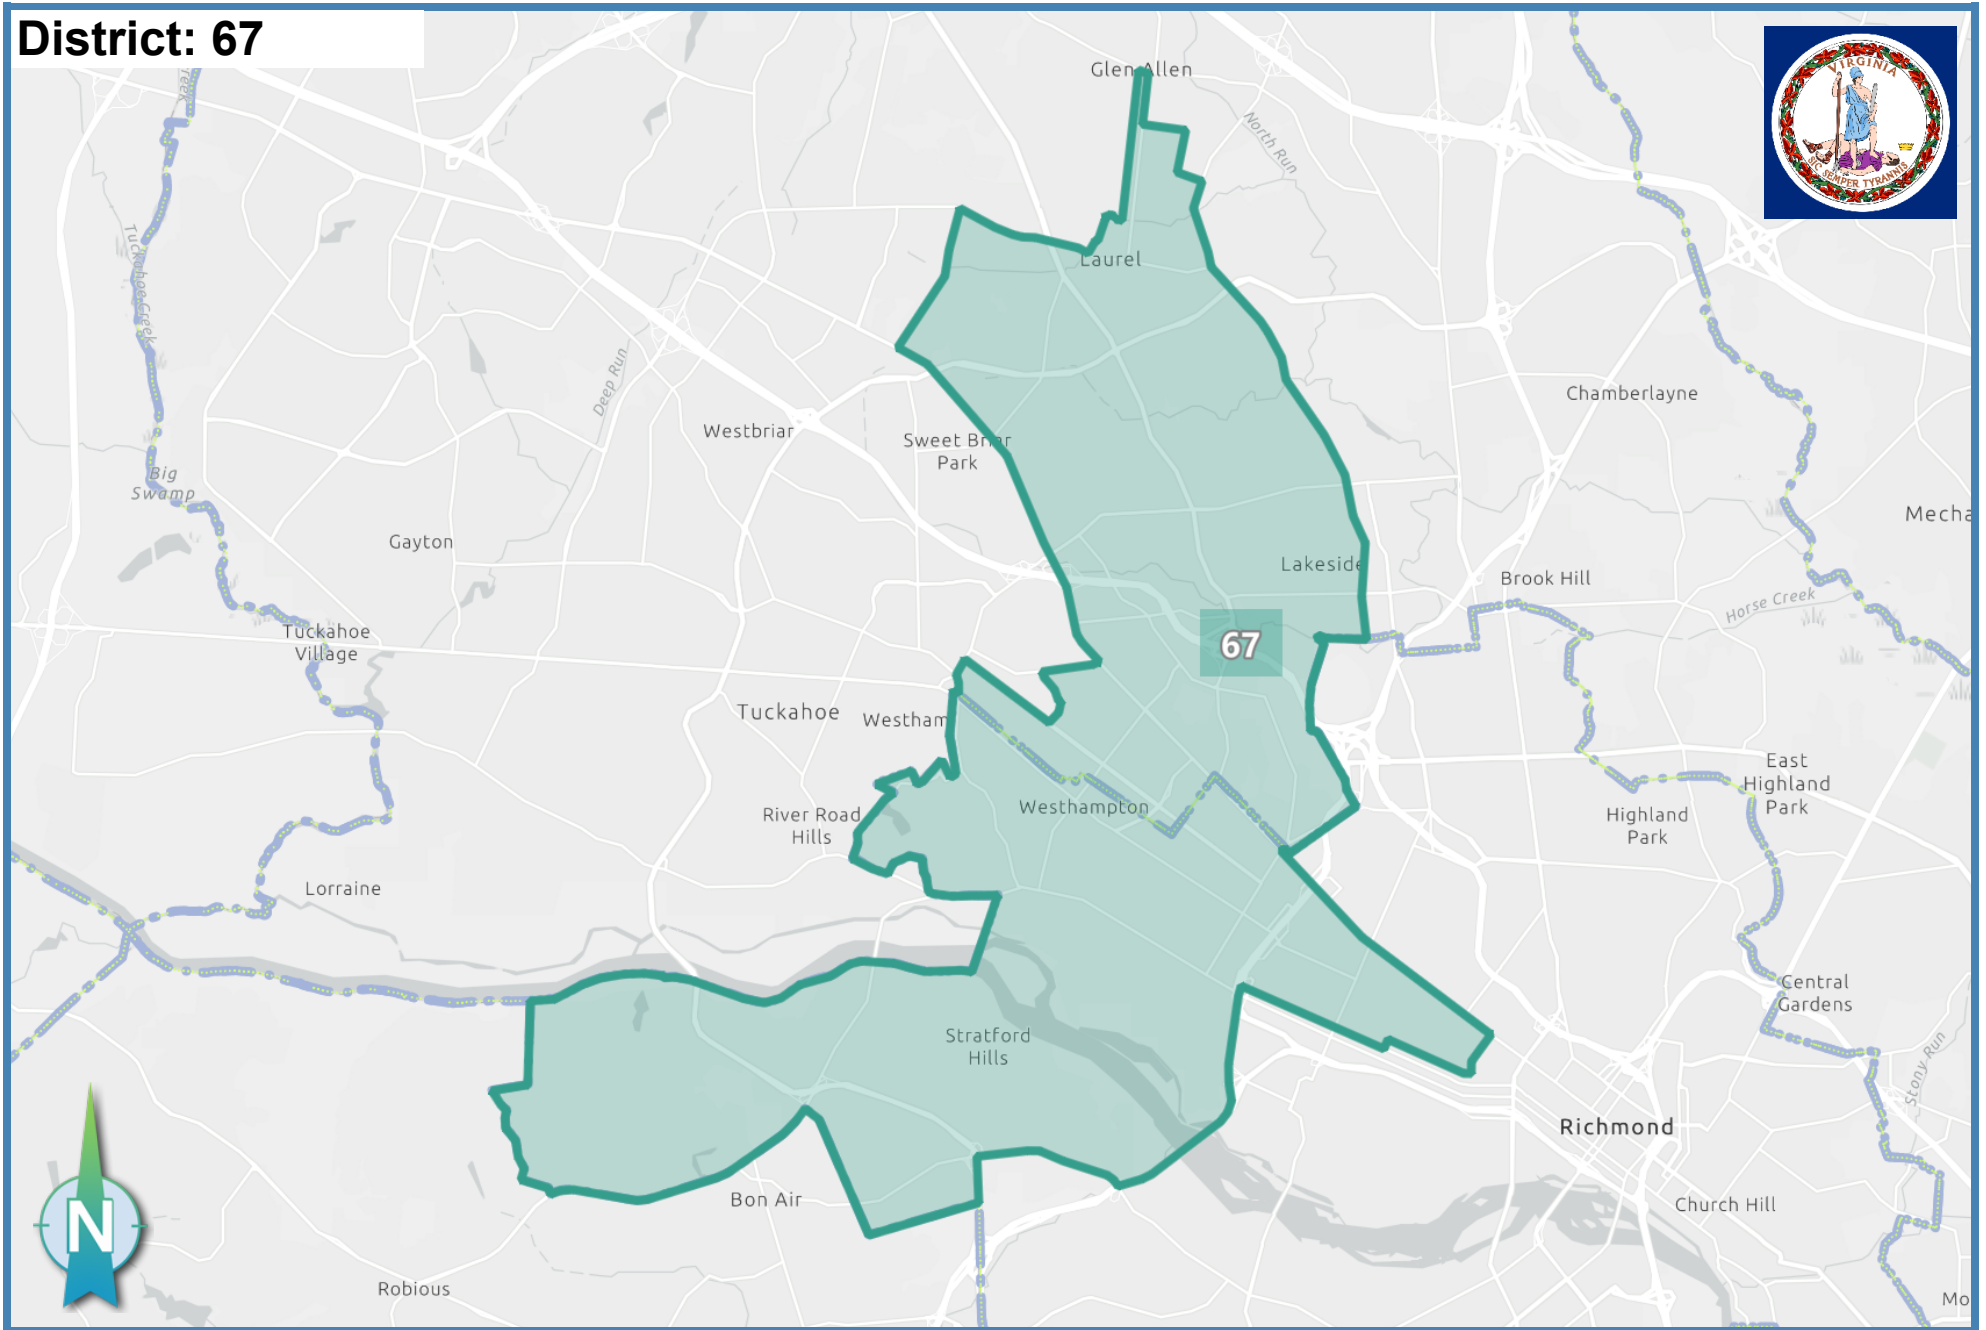 District: 67
Glen Allen
VIRGINIA
SIC SEMPER TYRANNIS
North Run
Tuckahoe Creek
Laurel
Deep Run
Chamberlayne
Westbriar
Sweet Briar
Park
Big
Swamp
Mecha
Gayton
Lakeside
Brook Hill
Horse Creek
Tuckahoe
Village
67
Tuckahoe
Westham
East
Highland
Park
River Road
Hills
Westhampton
Highland
Park
Lorraine
Central
Gardens
Stratford
Hills
Stony Run
Richmond
Bon Air
Church Hill
N
Robious
Mo